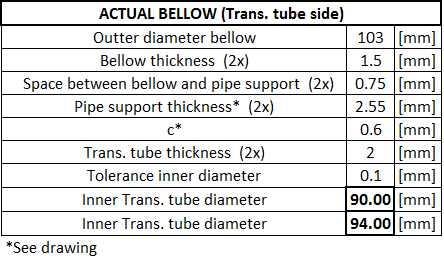 ACTUAL BELLOW (Trans. tube side)
Outter diameter bellow 103 [mm]
Bellow thickness (2x) 1.5 [mm]
Space between bellow and pipe support (2x) 0.75 [mm]
Pipe support thickness* (2x) 2.55 [mm]
c* 0.6 [mm]
Trans. tube thickness (2x) 2 [mm]
Tolerance inner diameter 0.1 [mm]
Inner Trans. tube diameter 90.00 [mm]
Inner Trans. tube diameter 94.00 [mm]
*See drawing